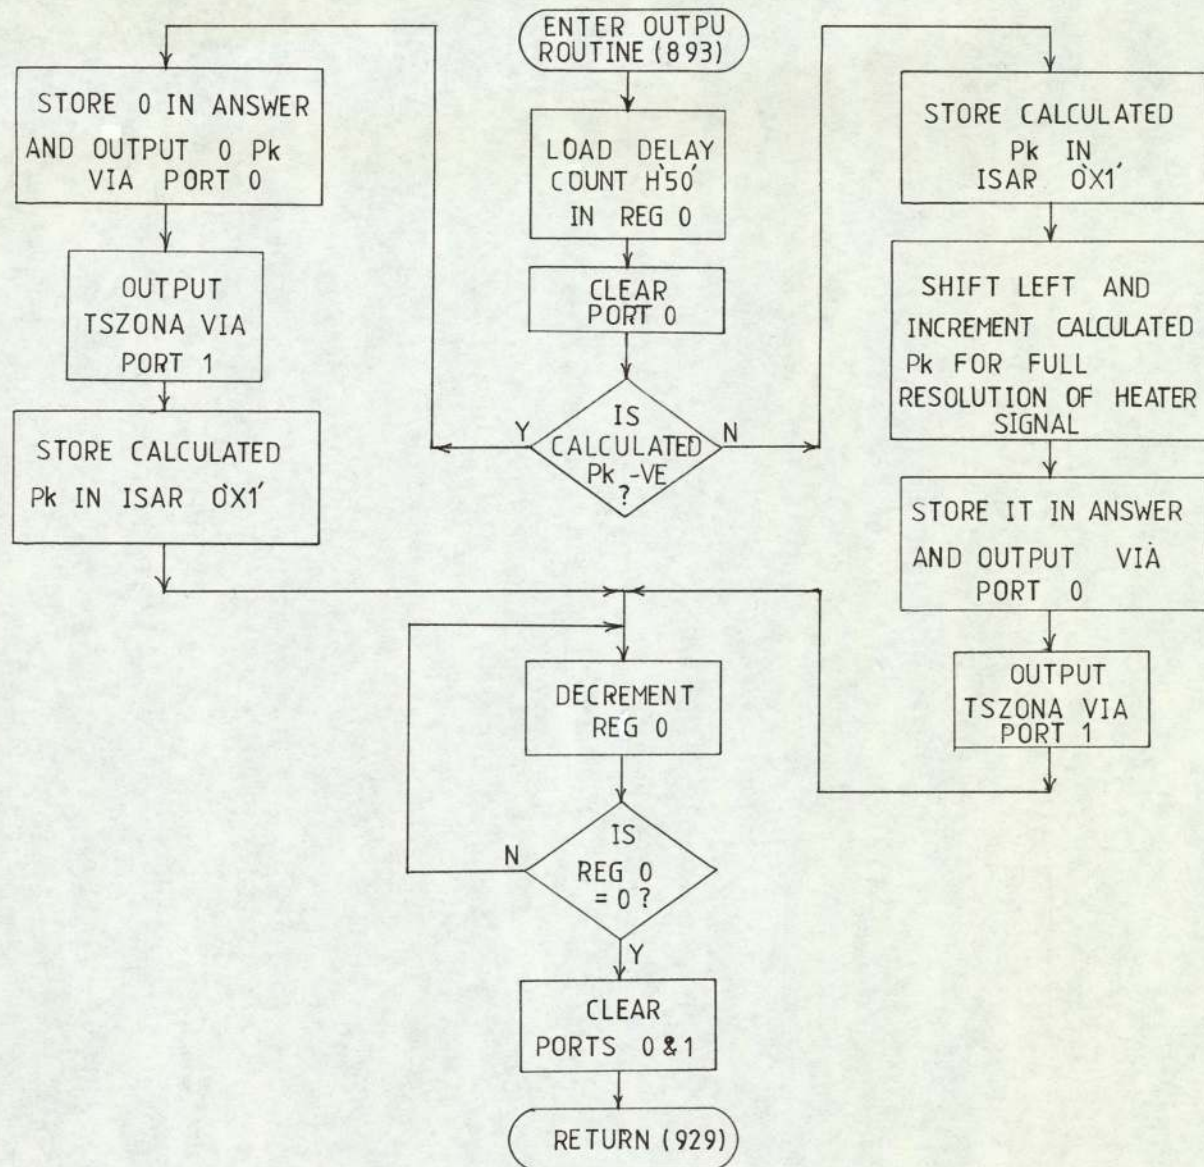 ENTER OUTPU
ROUTINE (893)
LOAD DELAY
COUNT H'50'
IN REG 0
CLEAR
PORT 0
IS
CALCULATED
Pk -VE
?
Y
N
STORE 0 IN ANSWER
AND OUTPUT 0 Pk
VIA PORT 0
OUTPUT
TSZONA VIA
PORT 1
STORE CALCULATED
Pk IN ISAR O'X1'
STORE CALCULATED
Pk IN
ISAR O'X1'
SHIFT LEFT AND
INCREMENT CALCULATED
Pk FOR FULL
RESOLUTION OF HEATER
SIGNAL
STORE IT IN ANSWER
AND OUTPUT VIA
PORT 0
OUTPUT
TSZONA VIA
PORT 1
DECREMENT
REG 0
IS
REG 0
= 0 ?
N
Y
CLEAR
PORTS 0 & 1
RETURN (929)